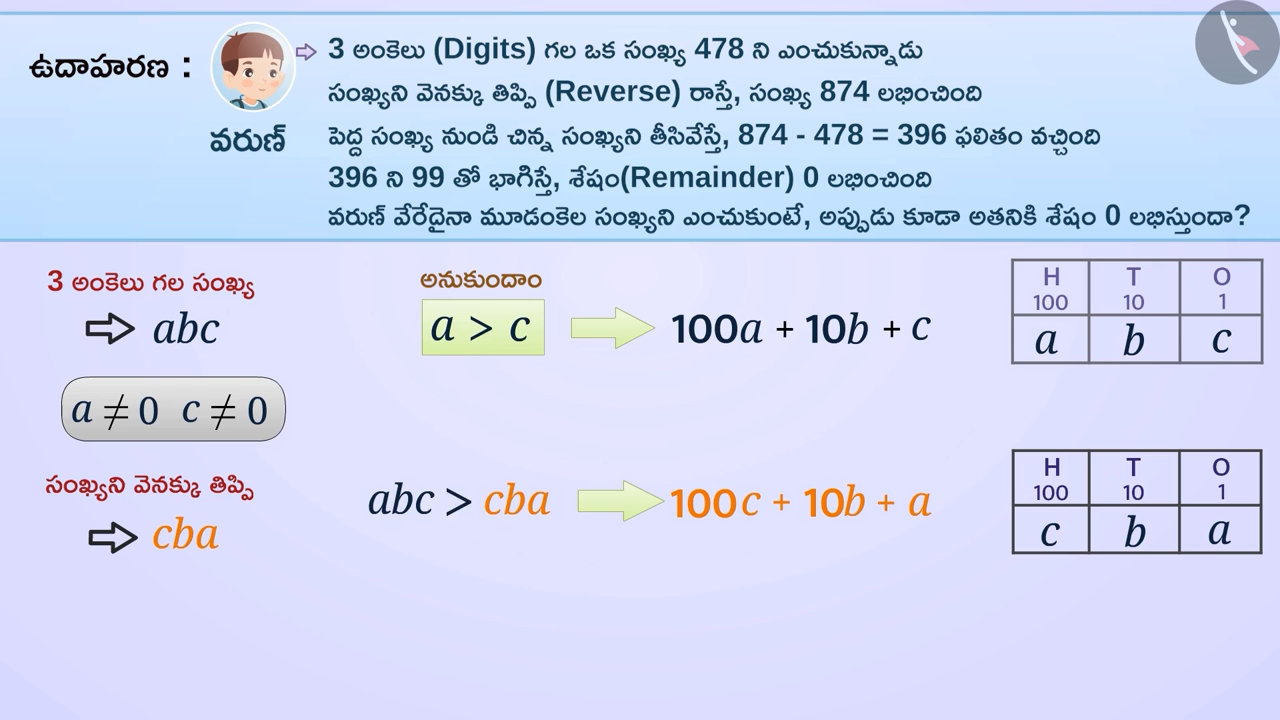 ఉదాహరణ :
వరుణ్
⇨ 3 అంకెలు (Digits) గల ఒక సంఖ్య 478 ని ఎంచుకున్నాడు
సంఖ్యని వెనక్కు తిప్పి (Reverse) రాస్తే, సంఖ్య 874 లభించింది
పెద్ద సంఖ్య నుండి చిన్న సంఖ్యని తీసివేస్తే, 874 - 478 = 396 ఫలితం వచ్చింది
396 ని 99 తో భాగిస్తే, శేషం(Remainder) 0 లభించింది
వరుణ్ వేరేదైనా మూడంకెల సంఖ్యని ఎంచుకుంటే, అప్పుడు కూడా అతనికి శేషం 0 లభిస్తుందా?
3 అంకెలు గల సంఖ్య
⇨ abc
అనుకుందాం
a > c
100a + 10b + c
H T O
100 10 1
a b c
a ≠ 0 c ≠ 0
సంఖ్యని వెనక్కు తిప్పి
⇨ cba
abc > cba
100c + 10b + a
H T O
100 10 1
c b a